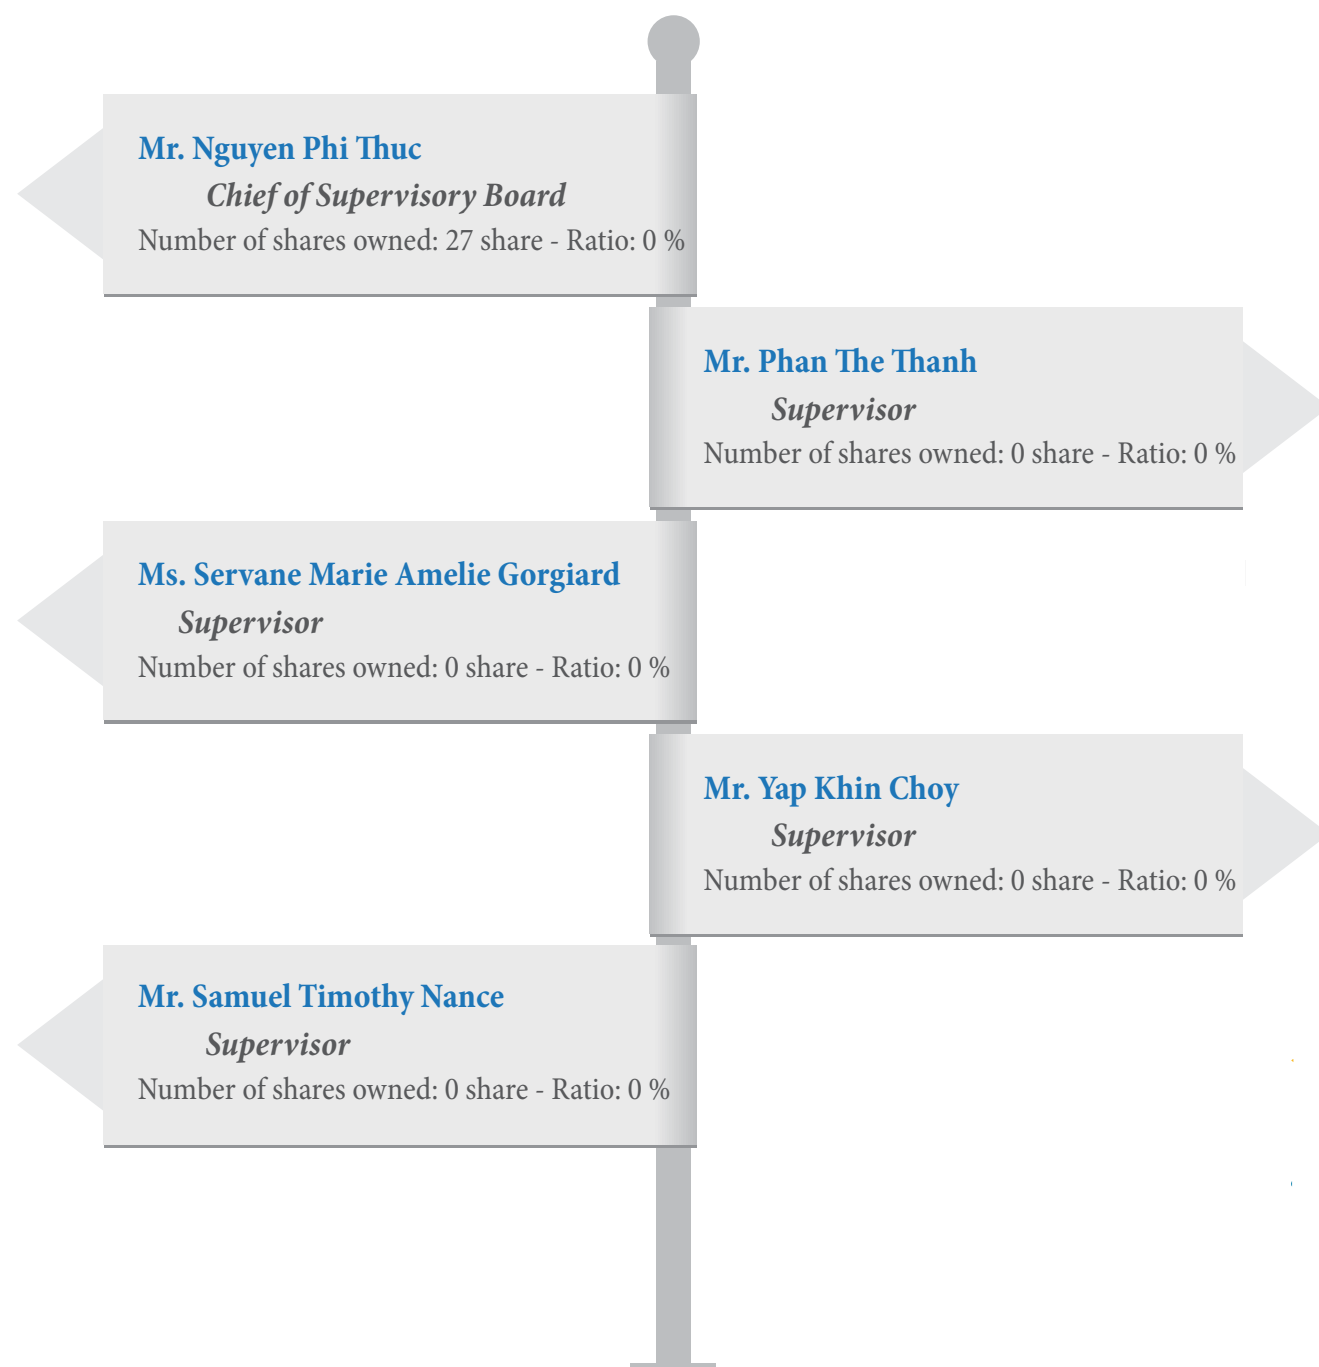 Mr. Nguyen Phi Thuc
Chief of Supervisory Board
Number of shares owned: 27 share - Ratio: 0 %
Mr. Phan The Thanh
Supervisor
Number of shares owned: 0 share - Ratio: 0 %
Ms. Servane Marie Amelie Gorgiard
Supervisor
Number of shares owned: 0 share - Ratio: 0 %
Mr. Yap Khin Choy
Supervisor
Number of shares owned: 0 share - Ratio: 0 %
Mr. Samuel Timothy Nance
Supervisor
Number of shares owned: 0 share - Ratio: 0 %